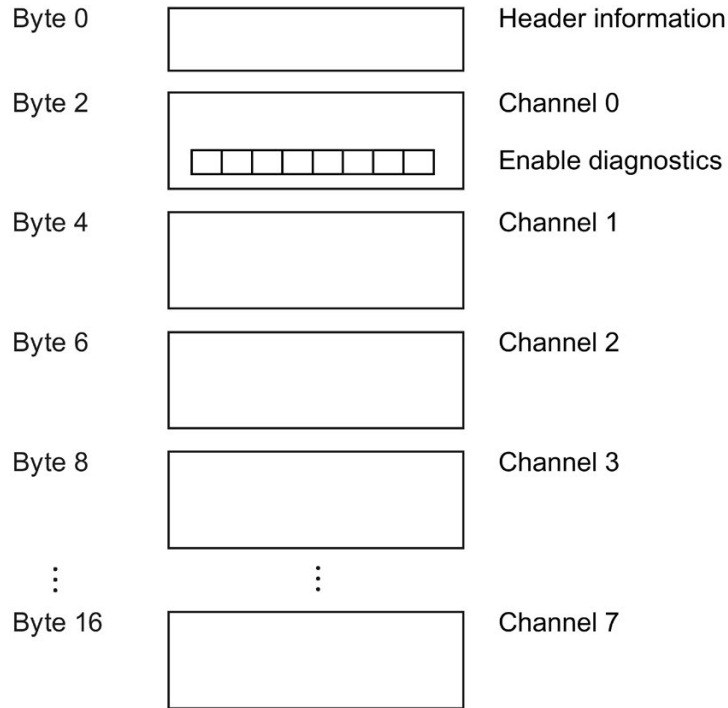 Byte 0 Header information
Byte 2 Channel 0
Enable diagnostics
Byte 4 Channel 1
Byte 6 Channel 2
Byte 8 Channel 3
⋮ ⋮
Byte 16 Channel 7